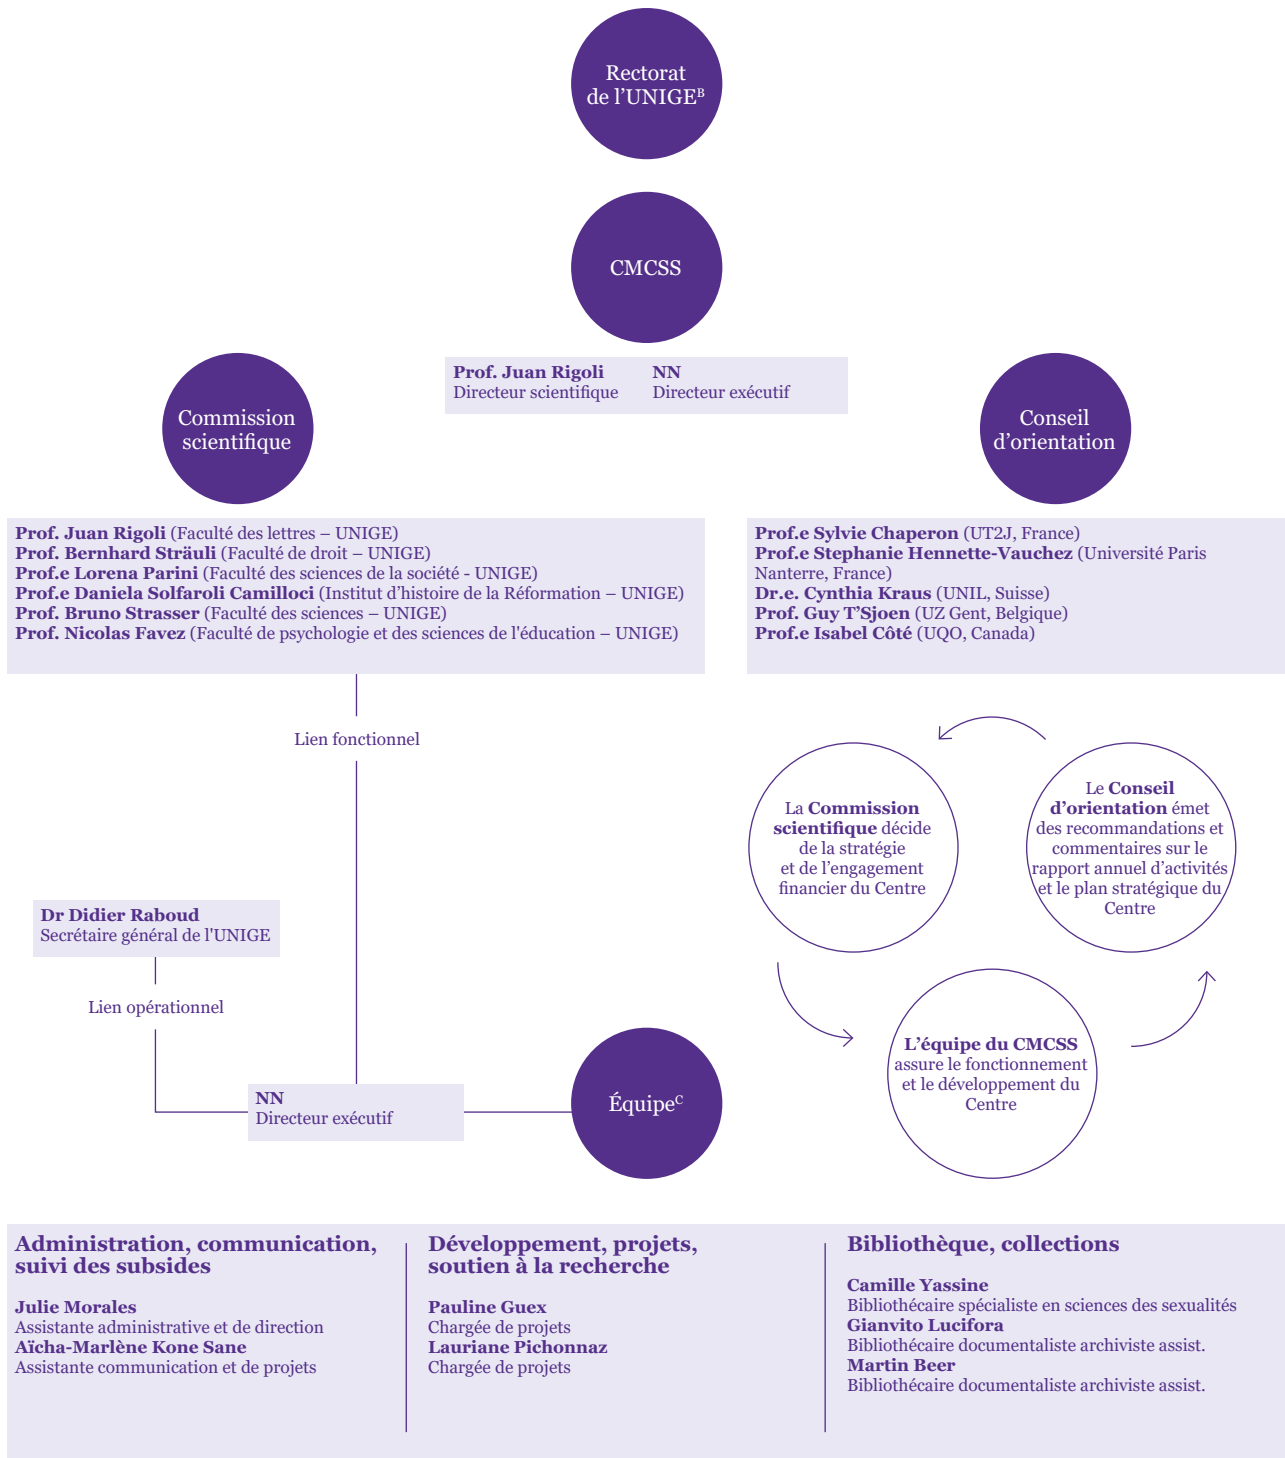 Rectorat
de l'UNIGEᴮ
CMCSS
Prof. Juan Rigoli
Directeur scientifique
NN
Directeur exécutif
Commission
scientifique
Conseil
d'orientation
Prof. Juan Rigoli (Faculté des lettres – UNIGE)
Prof. Bernhard Sträuli (Faculté de droit – UNIGE)
Prof.e Lorena Parini (Faculté des sciences de la société - UNIGE)
Prof.e Daniela Solfaroli Camilloci (Institut d'histoire de la Réformation – UNIGE)
Prof. Bruno Strasser (Faculté des sciences – UNIGE)
Prof. Nicolas Favez (Faculté de psychologie et des sciences de l'éducation – UNIGE)
Prof.e Sylvie Chaperon (UT2J, France)
Prof.e Stephanie Hennette-Vauchez (Université Paris
Nanterre, France)
Dr.e. Cynthia Kraus (UNIL, Suisse)
Prof. Guy T'Sjoen (UZ Gent, Belgique)
Prof.e Isabel Côté (UQO, Canada)
Lien fonctionnel
La Commission
scientifique décide
de la stratégie
et de l'engagement
financier du Centre
Le Conseil
d'orientation émet
des recommandations et
commentaires sur le
rapport annuel d'activités
et le plan stratégique du
Centre
L'équipe du CMCSS
assure le fonctionnement
et le développement du
Centre
Dr Didier Raboud
Secrétaire général de l'UNIGE
Lien opérationnel
NN
Directeur exécutif
Équipeᶜ
Administration, communication,
suivi des subsides
Julie Morales
Assistante administrative et de direction
Aïcha-Marlène Kone Sane
Assistante communication et de projets
Développement, projets,
soutien à la recherche
Pauline Guex
Chargée de projets
Lauriane Pichonnaz
Chargée de projets
Bibliothèque, collections
Camille Yassine
Bibliothécaire spécialiste en sciences des sexualités
Gianvito Lucifora
Bibliothécaire documentaliste archiviste assist.
Martin Beer
Bibliothécaire documentaliste archiviste assist.